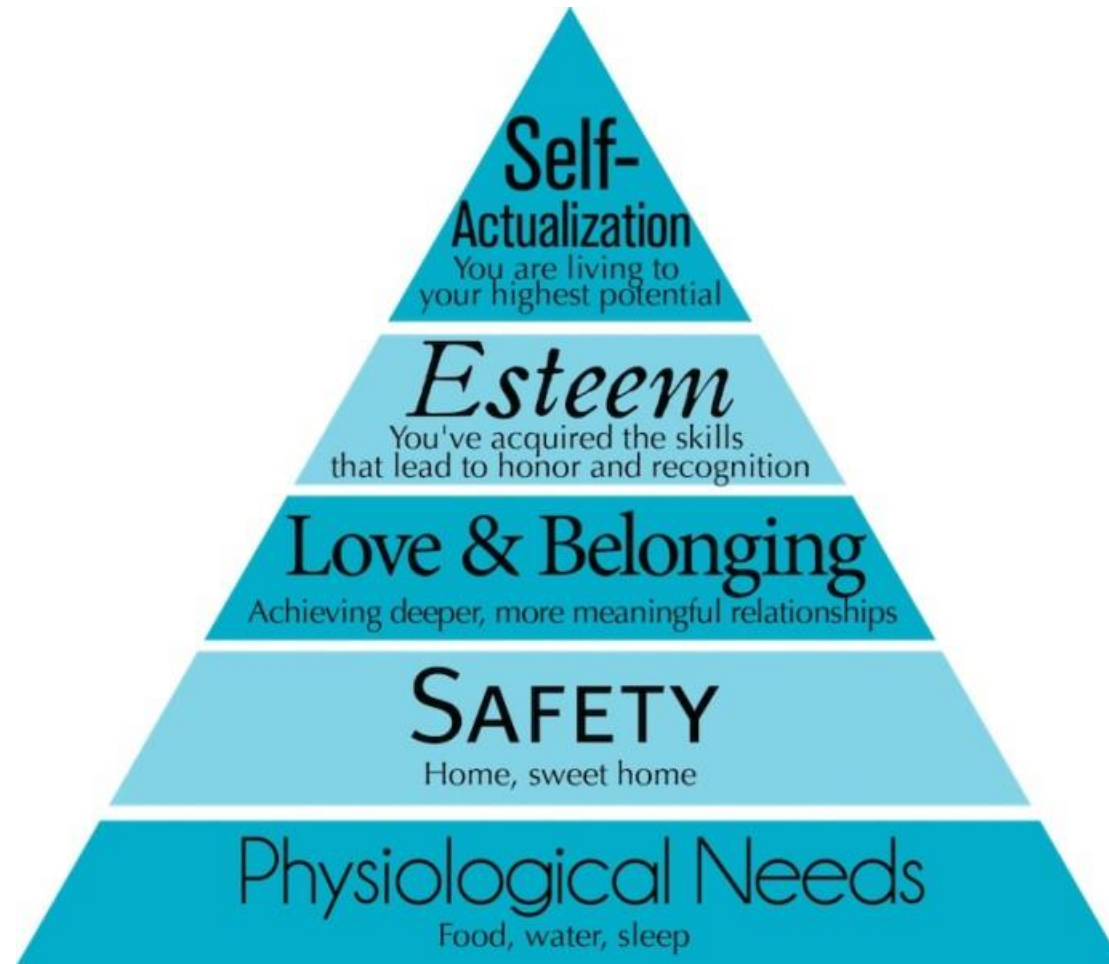 Self-
Actualization
You are living to
your highest potential
Esteem
You've acquired the skills
that lead to honor and recognition
Love & Belonging
Achieving deeper, more meaningful relationships
SAFETY
Home, sweet home
Physiological Needs
Food, water, sleep